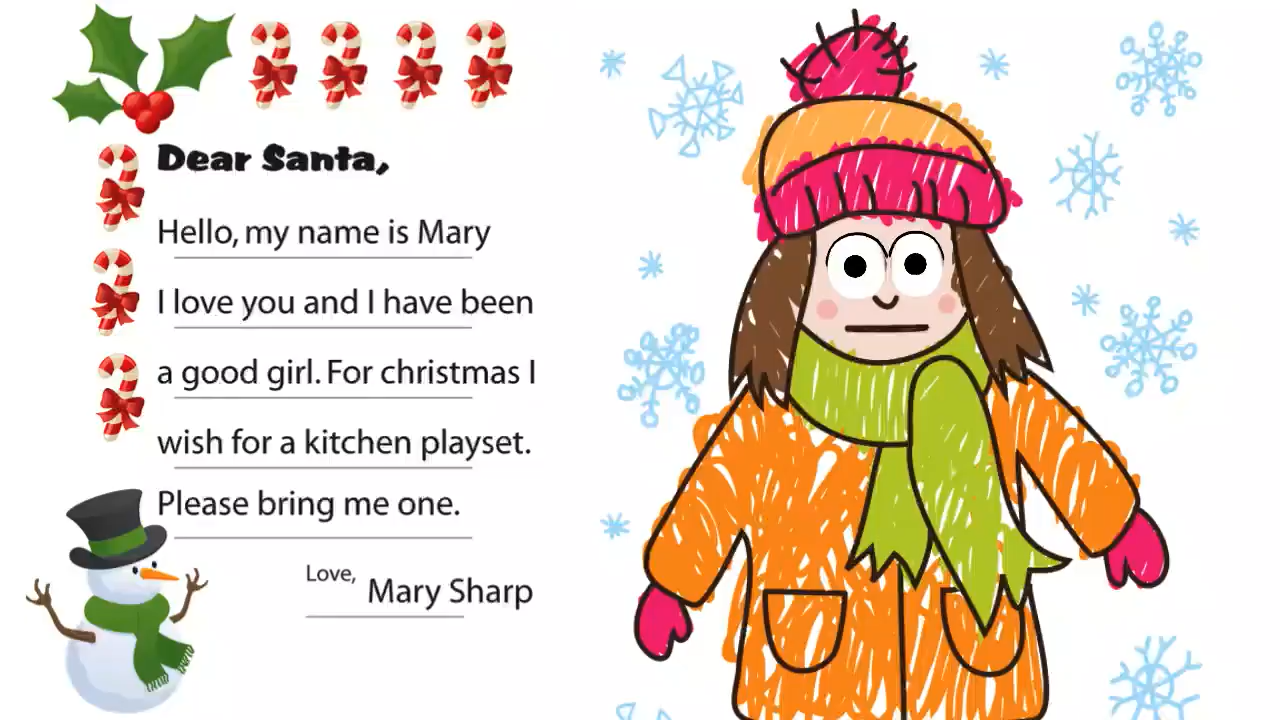 Dear Santa,
Hello, my name is Mary
I love you and I have been
a good girl. For christmas I
wish for a kitchen playset.
Please bring me one.
Love, Mary Sharp